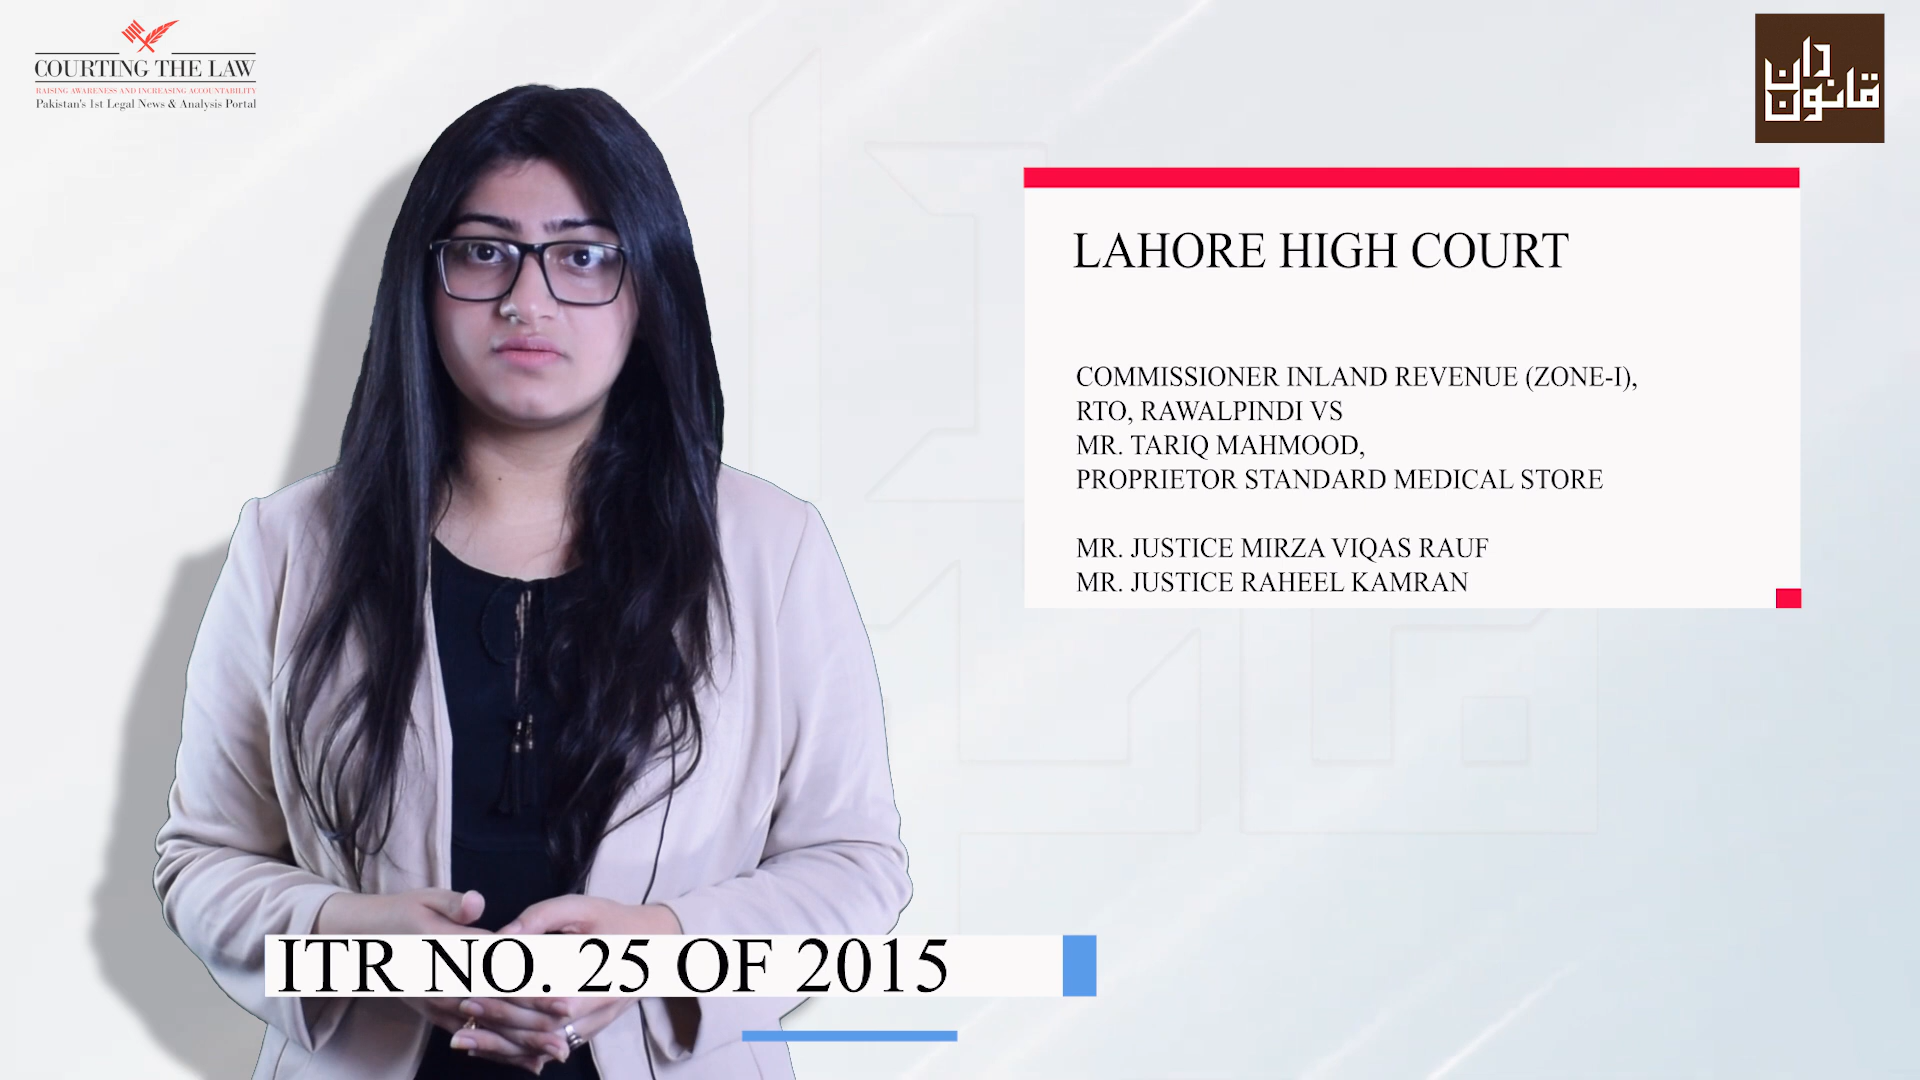 COURTING THE LAW
RAISING AWARENESS AND INCREASING ACCOUNTABILITY
Pakistan's 1st Legal News & Analysis Portal
قانون دان
LAHORE HIGH COURT
COMMISSIONER INLAND REVENUE (ZONE-I),
RTO, RAWALPINDI VS
MR. TARIQ MAHMOOD,
PROPRIETOR STANDARD MEDICAL STORE
MR. JUSTICE MIRZA VIQAS RAUF
MR. JUSTICE RAHEEL KAMRAN
ITR NO. 25 OF 2015